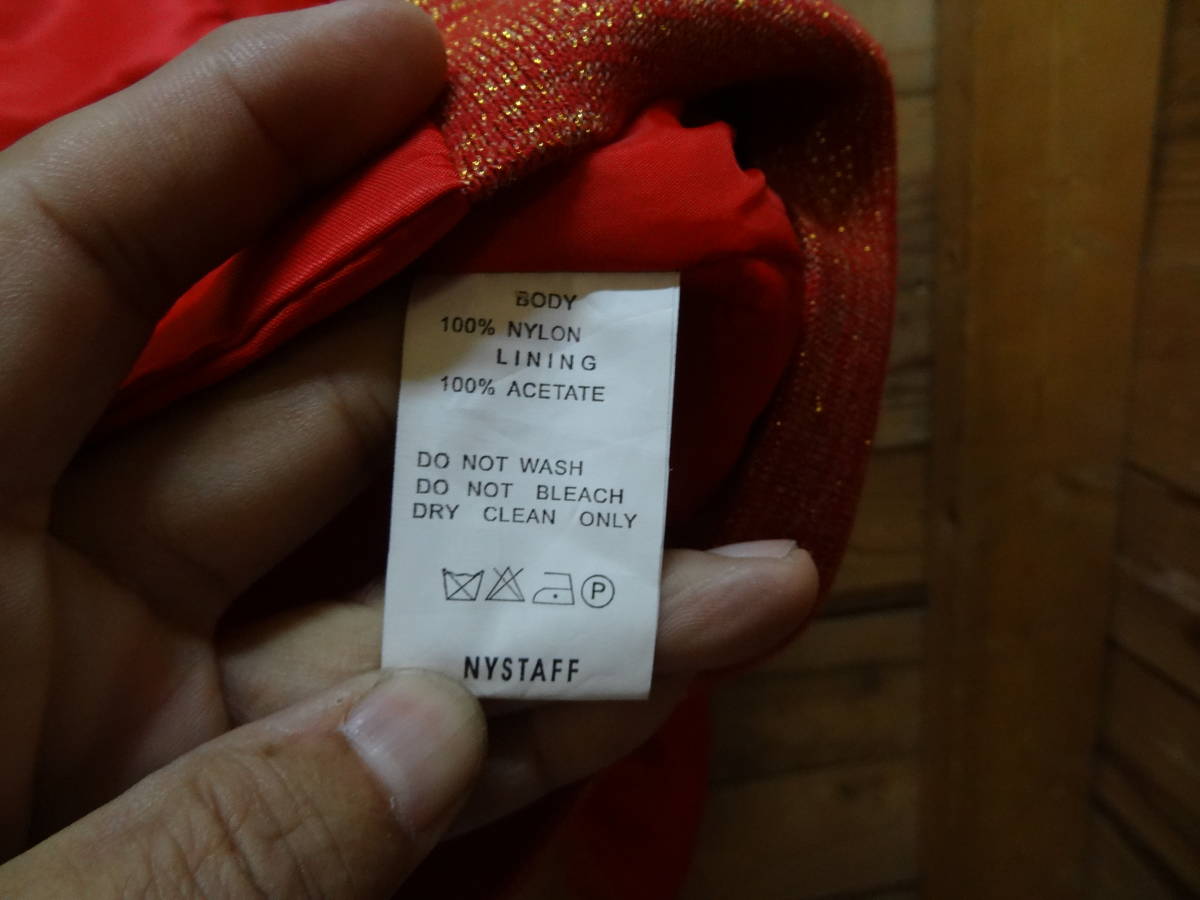 BODY
100% NYLON
LINING
100% ACETATE
DO NOT WASH
DO NOT BLEACH
DRY CLEAN ONLY
P
NYSTAFF